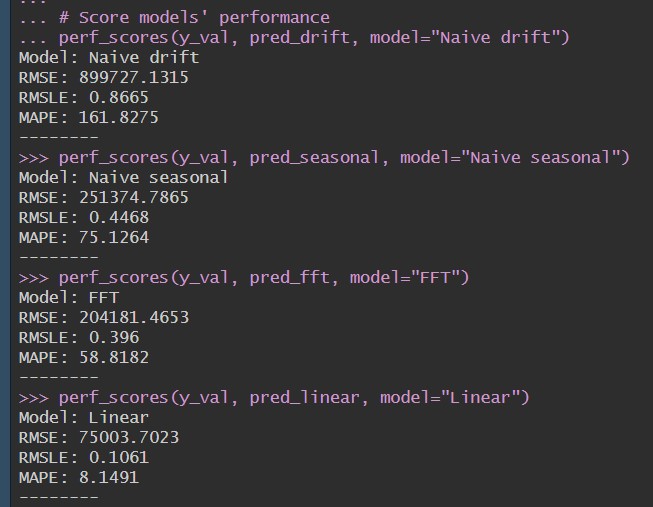 ...
... # Score models' performance
... perf_scores(y_val, pred_drift, model="Naive drift")
Model: Naive drift
RMSE: 899727.1315
RMSLE: 0.8665
MAPE: 161.8275
--------
>>> perf_scores(y_val, pred_seasonal, model="Naive seasonal")
Model: Naive seasonal
RMSE: 251374.7865
RMSLE: 0.4468
MAPE: 75.1264
--------
>>> perf_scores(y_val, pred_fft, model="FFT")
Model: FFT
RMSE: 204181.4653
RMSLE: 0.396
MAPE: 58.8182
--------
>>> perf_scores(y_val, pred_linear, model="Linear")
Model: Linear
RMSE: 75003.7023
RMSLE: 0.1061
MAPE: 8.1491
--------